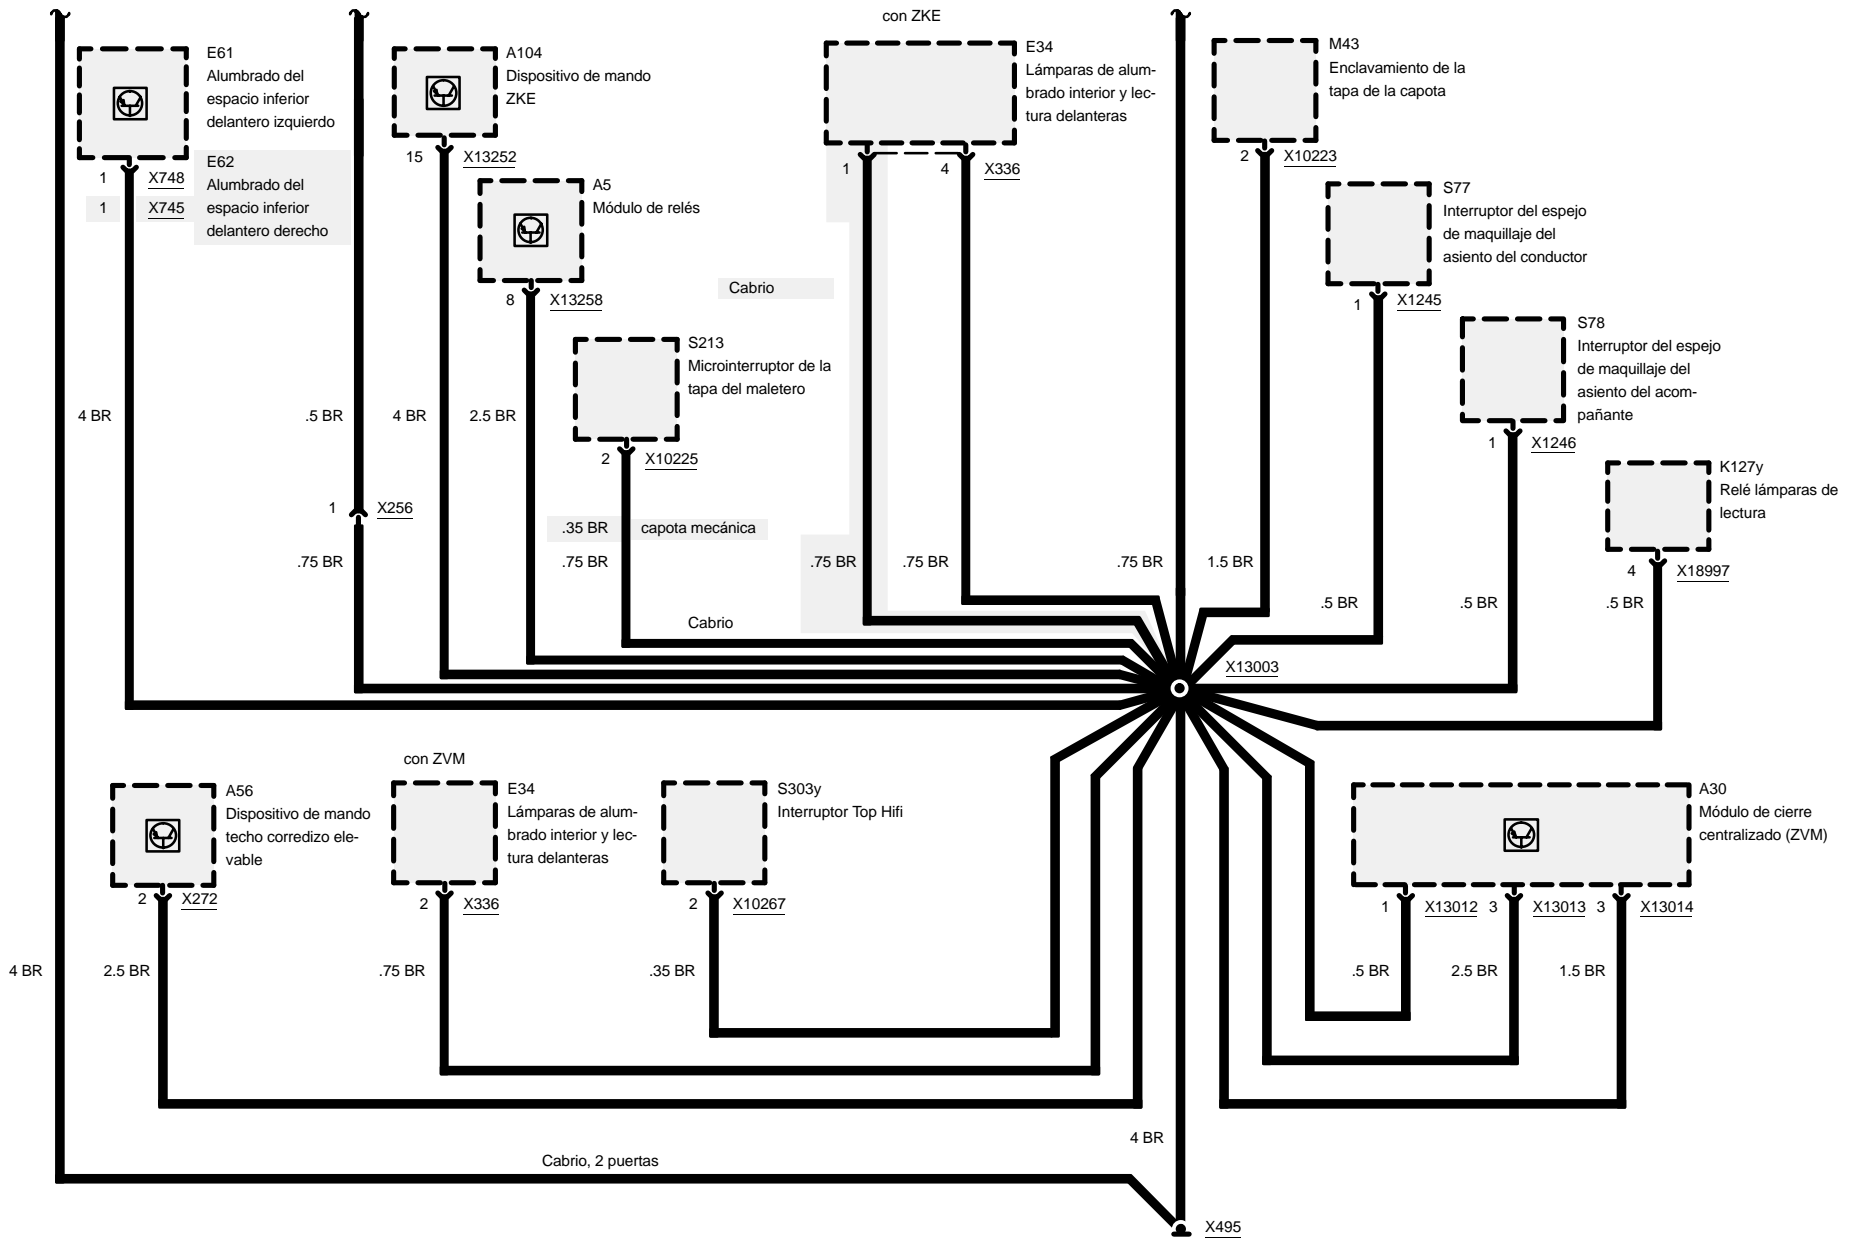 con ZKE
E61
Alumbrado del
espacio inferior
delantero izquierdo
1
X748
E62
Alumbrado del
espacio inferior
delantero derecho
1
X745
A104
Dispositivo de mando
ZKE
15
X13252
A5
Módulo de relés
8
X13258
S213
Microinterruptor de la
tapa del maletero
2
X10225
E34
Lámparas de alum-
brado interior y lec-
tura delanteras
1
4
X336
Cabrio
M43
Enclavamiento de la
tapa de la capota
2
X10223
S77
Interruptor del espejo
de maquillaje del
asiento del conductor
1
X1245
S78
Interruptor del espejo
de maquillaje del
asiento del acom-
pañante
1
X1246
K127y
Relé lámparas de
lectura
4
X18997
4 BR
.5 BR
4 BR
2.5 BR
1
X256
.35 BR
capota mecánica
.75 BR
.75 BR
.75 BR
.75 BR
.75 BR
1.5 BR
.5 BR
.5 BR
.5 BR
Cabrio
X13003
con ZVM
A56
Dispositivo de mando
techo corredizo ele-
vable
2
X272
E34
Lámparas de alum-
brado interior y lec-
tura delanteras
2
X336
S303y
Interruptor Top Hifi
2
X10267
A30
Módulo de cierre
centralizado (ZVM)
1
X13012
3
X13013
3
X13014
4 BR
2.5 BR
.75 BR
.35 BR
.5 BR
2.5 BR
1.5 BR
4 BR
Cabrio, 2 puertas
X495